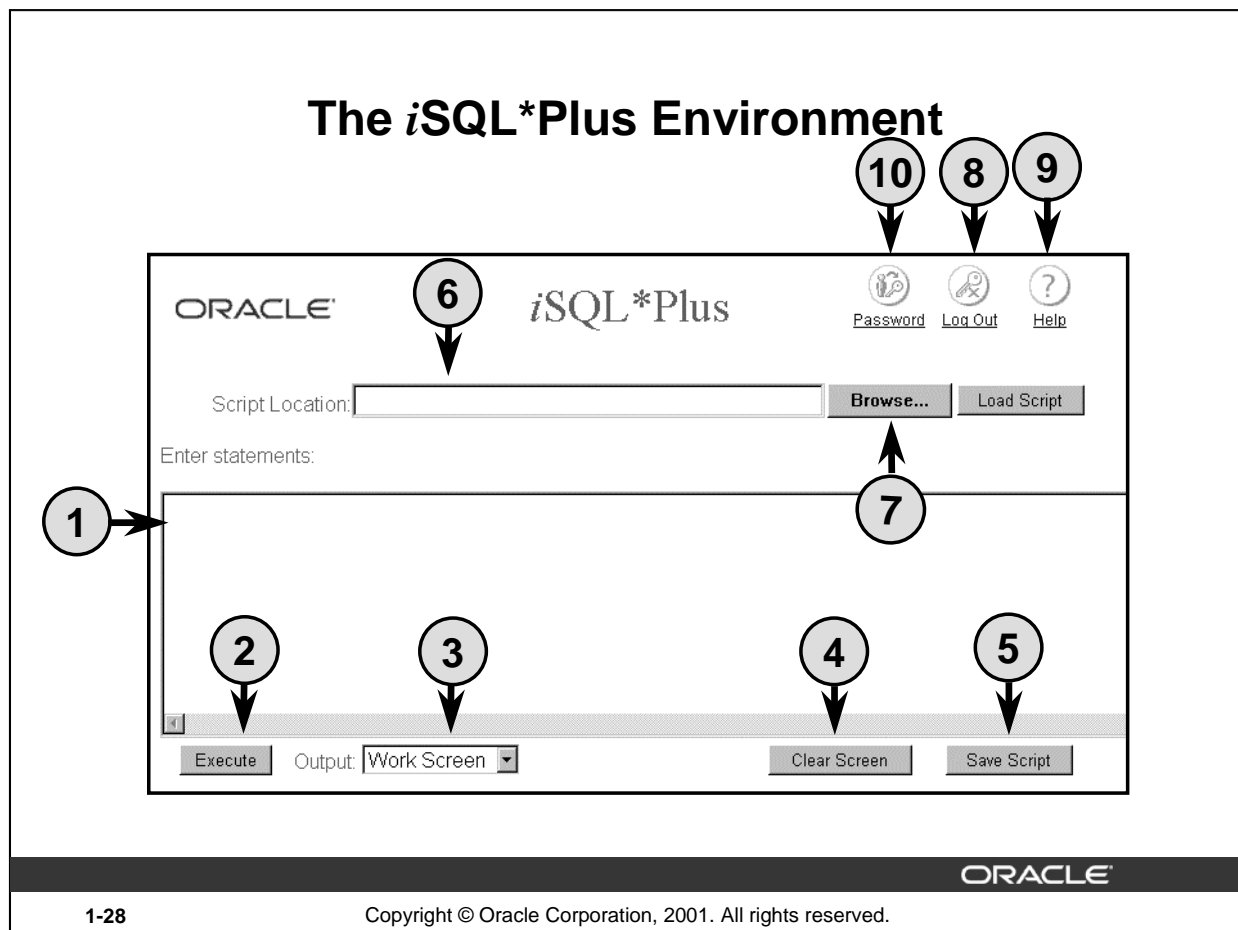 The iSQL*Plus Environment
10
8
9
6
ORACLE
iSQL*Plus
Password
Log Out
?
Help
Script Location:
Browse...
Load Script
Enter statements:
7
1
2
3
4
5
Execute
Output:
Work Screen
Clear Screen
Save Script
ORACLE
1-28
Copyright © Oracle Corporation, 2001. All rights reserved.